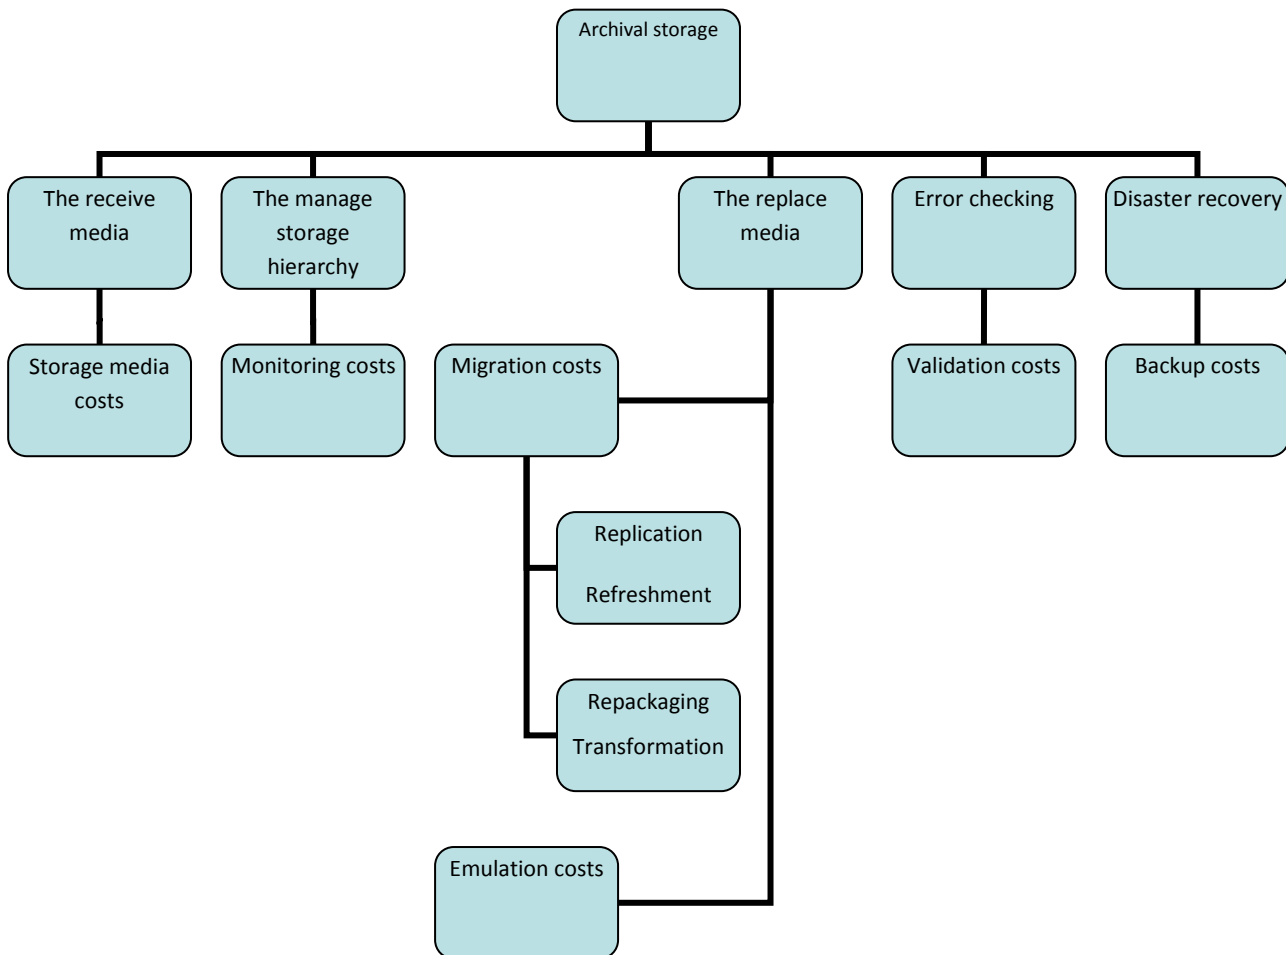 Archival storage
The receive
media
The manage
storage
hierarchy
The replace
media
Error checking
Disaster recovery
Storage media
costs
Monitoring costs
Migration costs
Validation costs
Backup costs
Replication
Refreshment
Repackaging
Transformation
Emulation costs